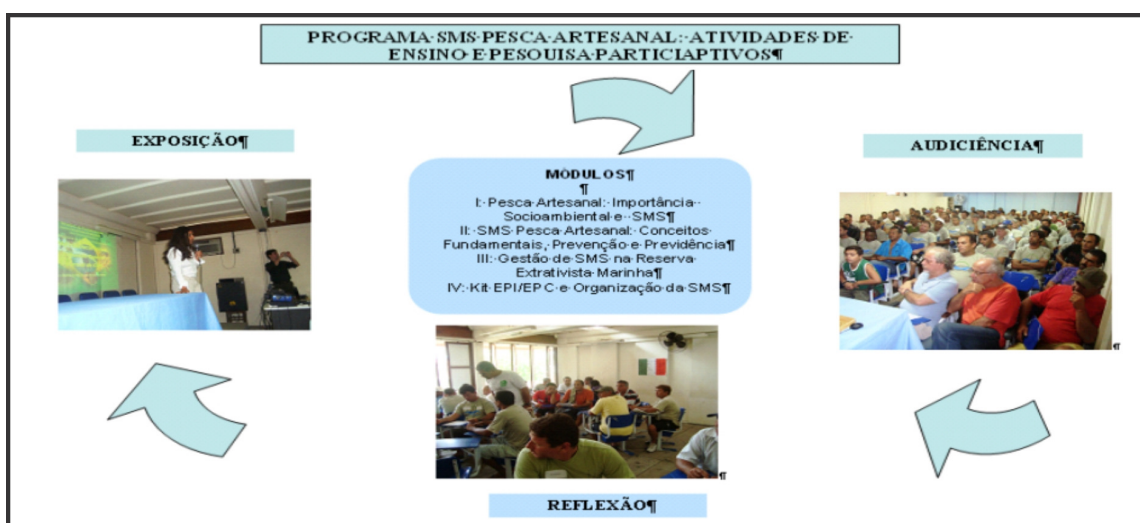 PROGRAMA·SMS·PESCA·ARTESANAL:·ATIVIDADES·DE·
ENSINO·E·PESQUISA·PARTICIAPTIVOS¶
EXPOSIÇÃO¶
AUDICIÊNCIA¶
MÓDULOS¶
¶
I:·Pesca·Artesanal:·Importância··
Socioambiental·e··SMS¶
II:·SMS·Pesca·Artesanal:·Conceitos·
Fundamentais,·Prevenção·e·Previdência¶
III:·Gestão·de·SMS·na·Reserva·
Extrativista·Marinha¶
IV:·Kit·EPI/EPC·e·Organização·da·SMS¶
¶
¶
REFLEXÃO¶